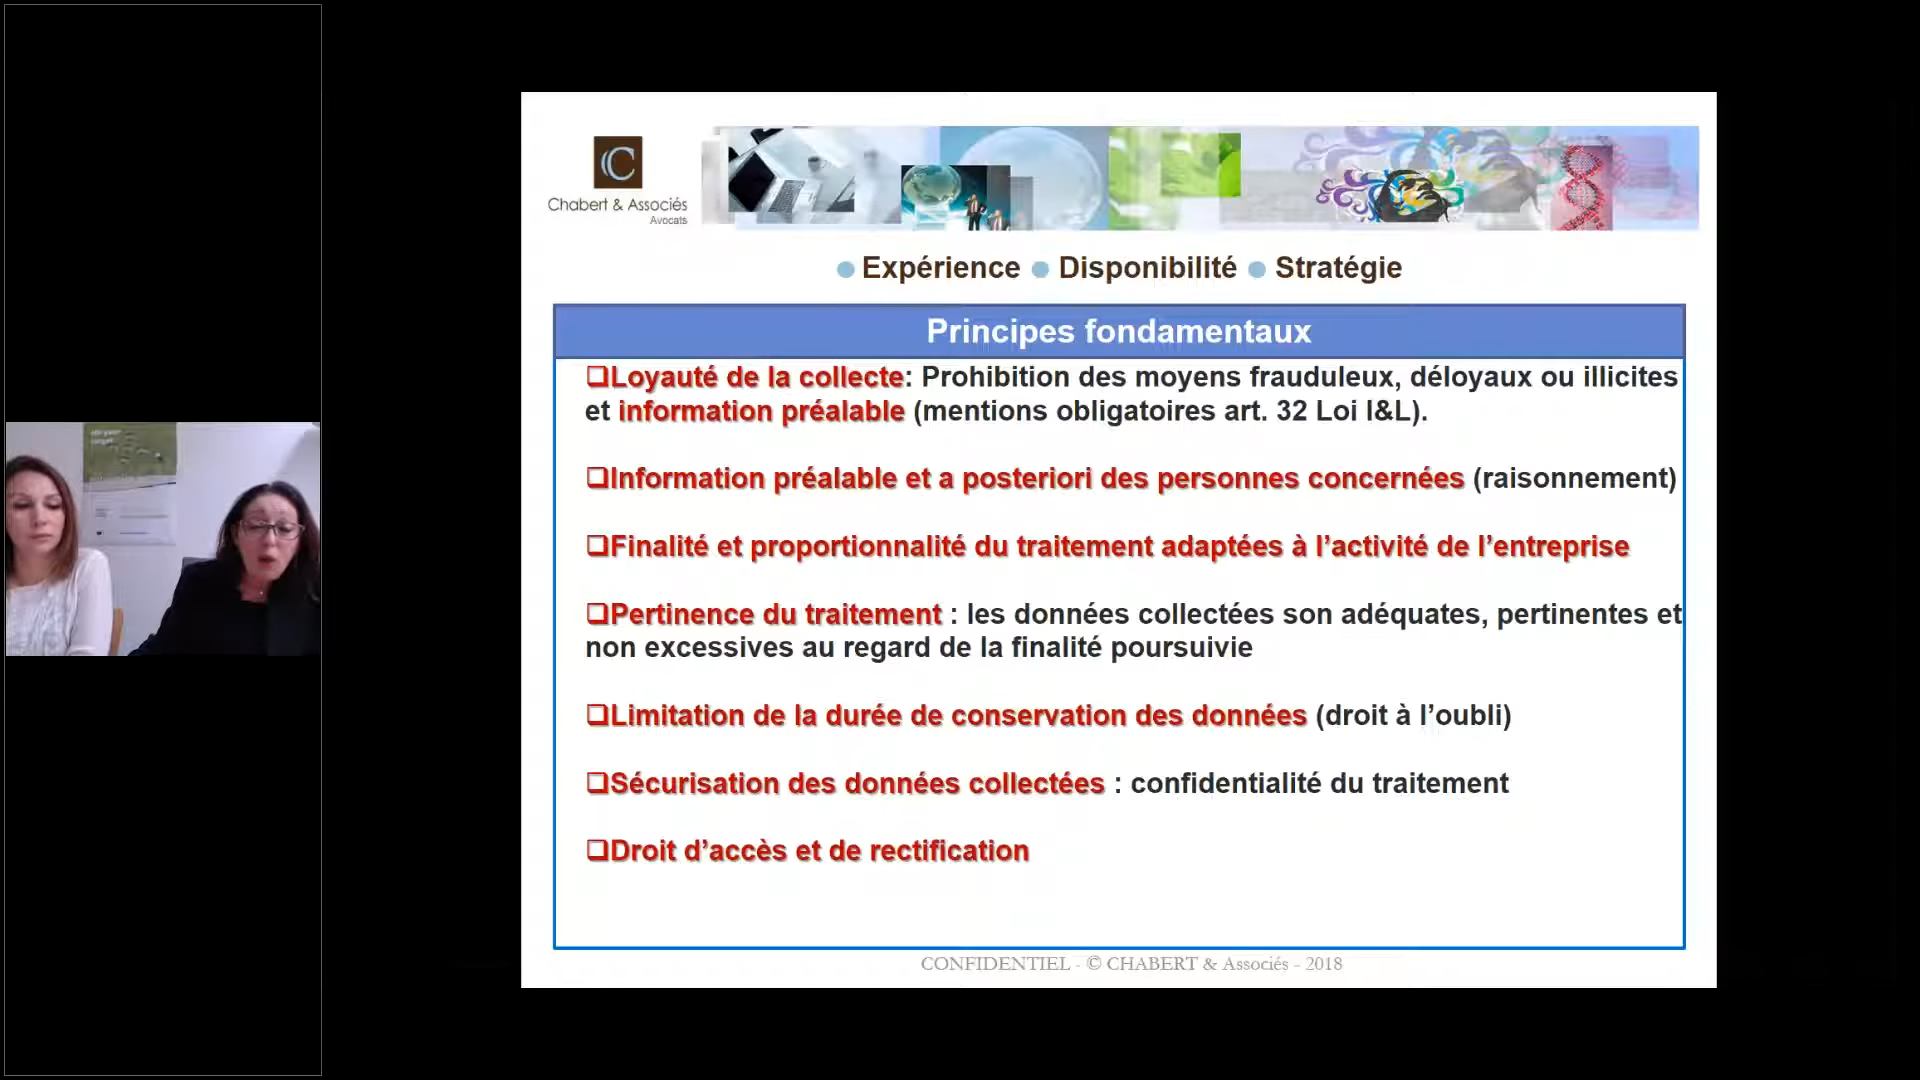 C
Chabert & Associés
Avocats
Expérience Disponibilité Stratégie
Principes fondamentaux
❑Loyauté de la collecte: Prohibition des moyens frauduleux, déloyaux ou illicites
et information préalable (mentions obligatoires art. 32 Loi I&L).
❑Information préalable et a posteriori des personnes concernées (raisonnement)
❑Finalité et proportionnalité du traitement adaptées à l’activité de l’entreprise
❑Pertinence du traitement : les données collectées son adéquates, pertinentes et
non excessives au regard de la finalité poursuivie
❑Limitation de la durée de conservation des données (droit à l’oubli)
❑Sécurisation des données collectées : confidentialité du traitement
❑Droit d’accès et de rectification
CONFIDENTIEL - © CHABERT & Associés - 2018